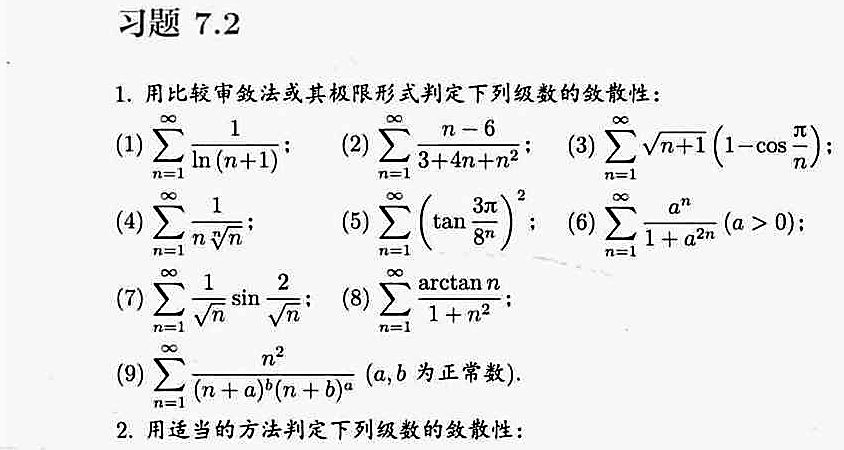 习题 7.2
1. 用比较审敛法或其极限形式判定下列级数的敛散性:
(1) $\sum_{n=1}^{\infty} \frac{1}{\ln(n+1)}$; (2) $\sum_{n=1}^{\infty} \frac{n-6}{3+4n+n^2}$; (3) $\sum_{n=1}^{\infty} \sqrt{n+1}\left(1-\cos\frac{\pi}{n}\right)$;
(4) $\sum_{n=1}^{\infty} \frac{1}{n\sqrt[n]{n}}$; (5) $\sum_{n=1}^{\infty} \left(\tan\frac{3\pi}{8^n}\right)^2$; (6) $\sum_{n=1}^{\infty} \frac{a^n}{1+a^{2n}}$ (a > 0);
(7) $\sum_{n=1}^{\infty} \frac{1}{\sqrt{n}} \sin\frac{2}{\sqrt{n}}$; (8) $\sum_{n=1}^{\infty} \frac{\arctan n}{1+n^2}$;
(9) $\sum_{n=1}^{\infty} \frac{n^2}{(n+a)^b(n+b)^a}$ (a, b 为正常数).
2. 用适当的方法判定下列级数的敛散性: